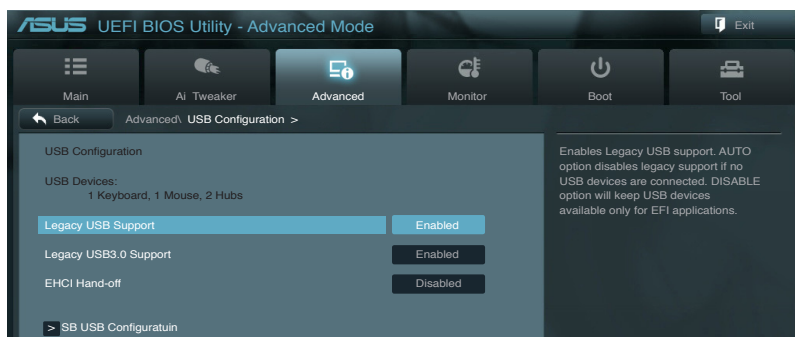 ASUS UEFI BIOS Utility - Advanced Mode
Exit
Main
Ai Tweaker
Advanced
Monitor
Boot
Tool
Back
Advanced\ USB Configuration >
USB Configuration
USB Devices:
1 Keyboard, 1 Mouse, 2 Hubs
Legacy USB Support Enabled
Legacy USB3.0 Support Enabled
EHCI Hand-off Disabled
> SB USB Configuratuin
Enables Legacy USB support. AUTO
option disables legacy support if no
USB devices are connected. DISABLE
option will keep USB devices
available only for EFI applications.